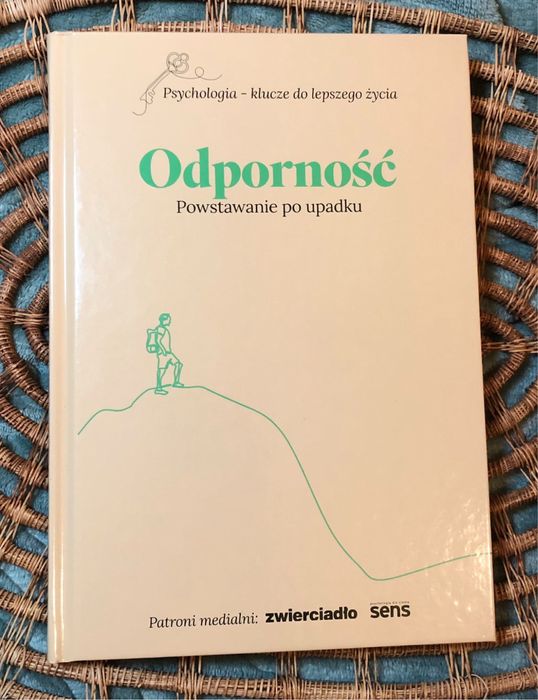 Psychologia – klucze do lepszego życia
Odporność
Powstawanie po upadku
Patroni medialni: zwierciadło sens